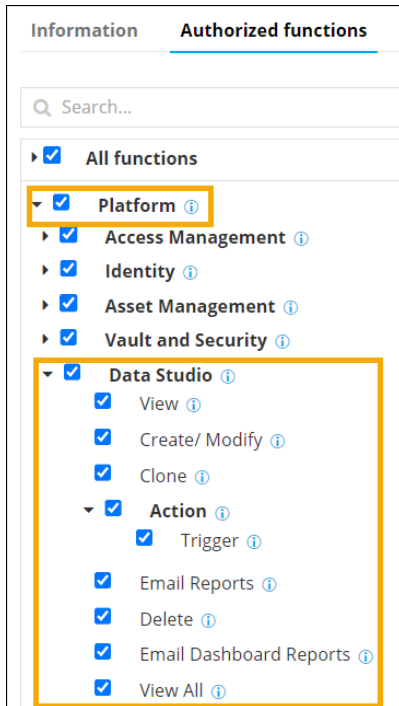 Information Authorized functions
Search...
All functions
Platform
Access Management
Identity
Asset Management
Vault and Security
Data Studio
View
Create/ Modify
Clone
Action
Trigger
Email Reports
Delete
Email Dashboard Reports
View All